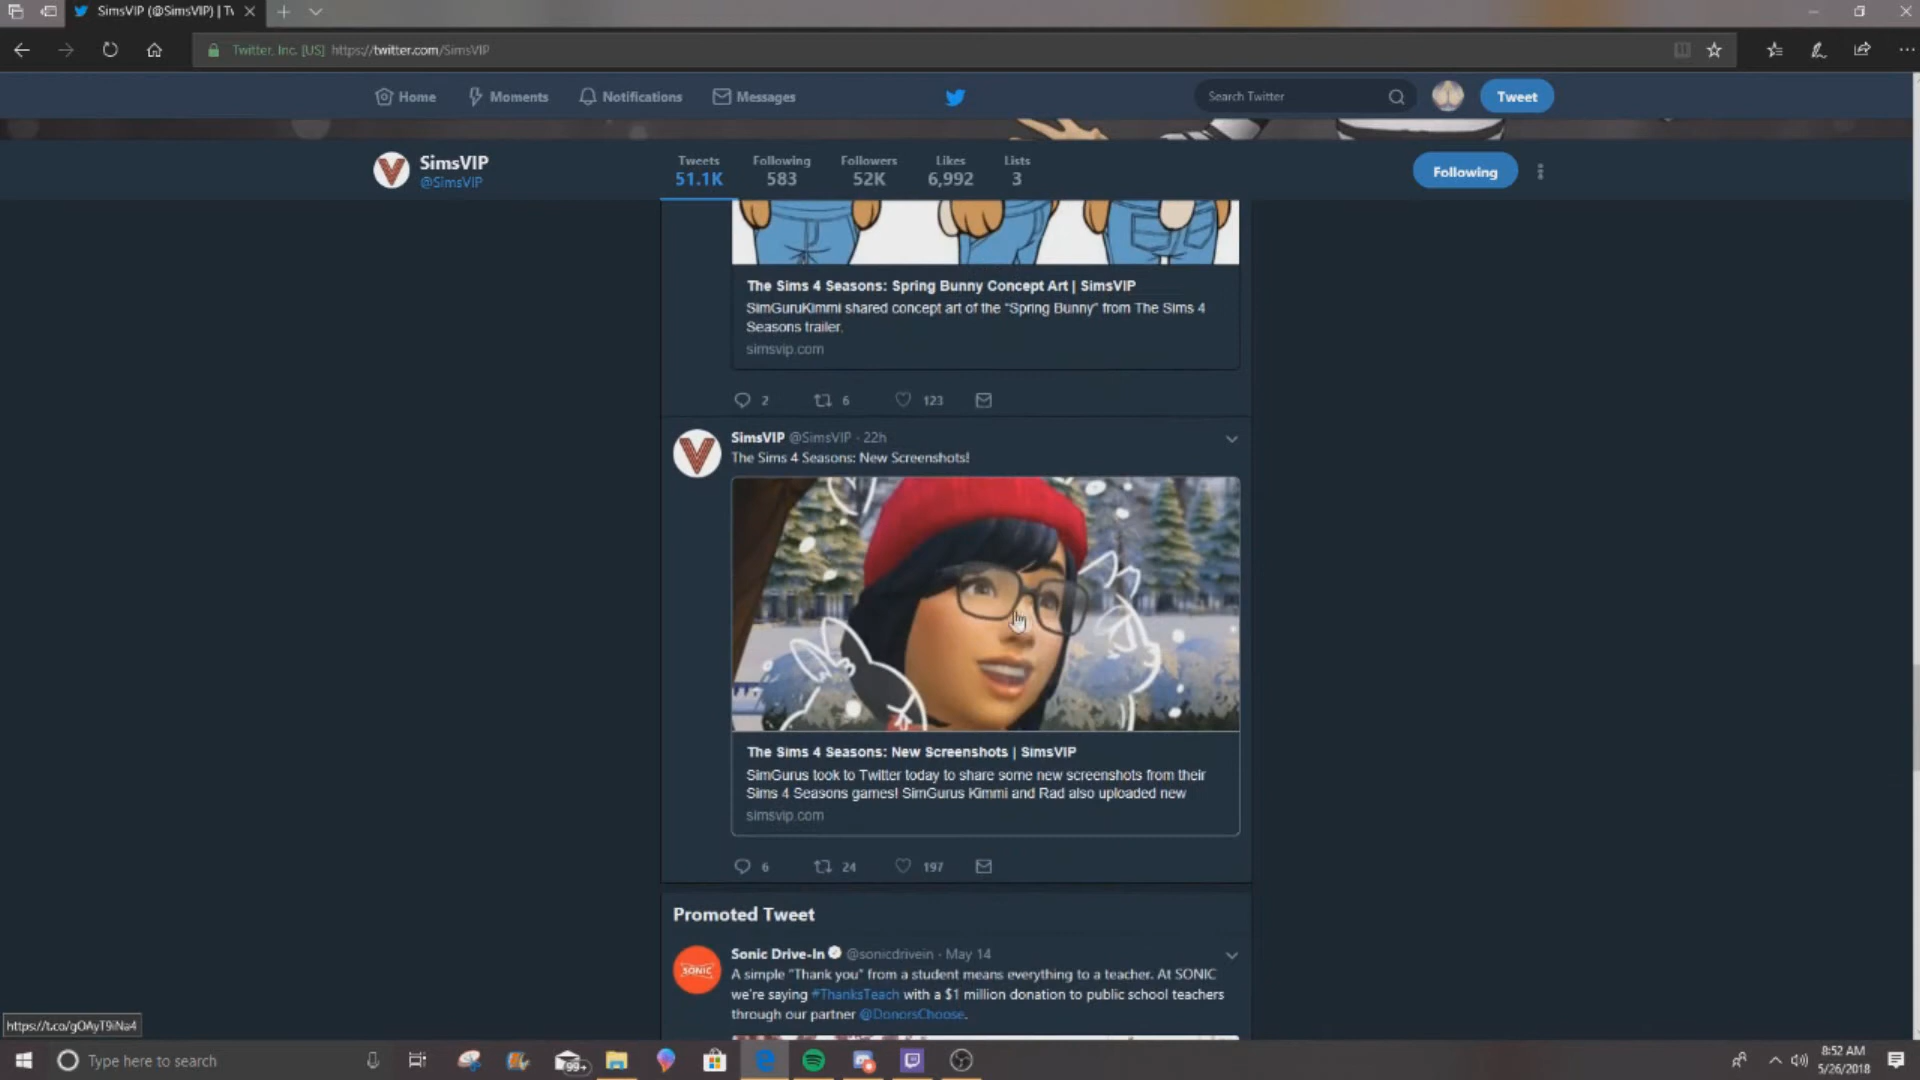 SimsVIP (@SimsVIP) | Tw
Twitter, Inc. [US] https://twitter.com/SimsVIP
Home Moments Notifications Messages Search Twitter Tweet
SimsVIP
@SimsVIP
Tweets Following Followers Likes Lists
51.1K 583 52K 6,992 3
Following
The Sims 4 Seasons: Spring Bunny Concept Art | SimsVIP
SimGuruKimmi shared concept art of the "Spring Bunny" from The Sims 4
Seasons trailer.
simsvip.com
2 6 123
SimsVIP @SimsVIP · 22h
The Sims 4 Seasons: New Screenshots!
The Sims 4 Seasons: New Screenshots | SimsVIP
SimGurus took to Twitter today to share some new screenshots from their
Sims 4 Seasons games! SimGurus Kimmi and Rad also uploaded new
simsvip.com
6 24 197
Promoted Tweet
Sonic Drive-In @sonicdrivein · May 14
SONIC
A simple "Thank you" from a student means everything to a teacher. At SONIC
we're saying #ThanksTeach with a $1 million donation to public school teachers
through our partner @DonorsChoose.
https://t.co/gOAyT9iNa4
Type here to search
99+
8:52 AM
5/26/2018